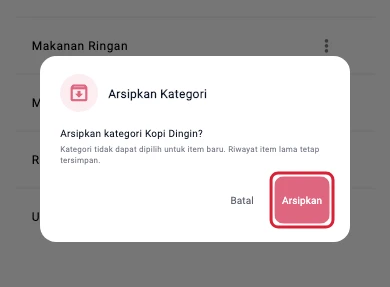 Makanan Ringan
M
Arsipkan Kategori
Arsipkan kategori Kopi Dingin?
Kategori tidak dapat dipilih untuk item baru. Riwayat item lama tetap
tersimpan.
R
Batal
Arsipkan
U